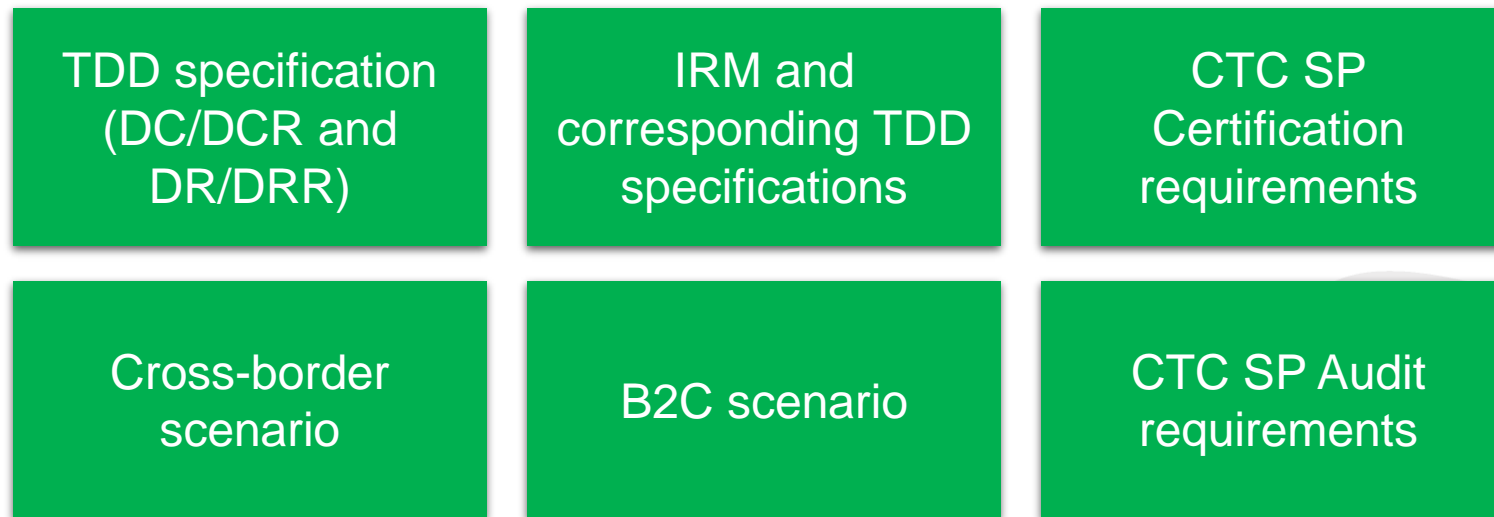 TDD specification
(DC/DCR and
DR/DRR)
IRM and
corresponding TDD
specifications
CTC SP
Certification
requirements
Cross-border
scenario
B2C scenario
CTC SP Audit
requirements